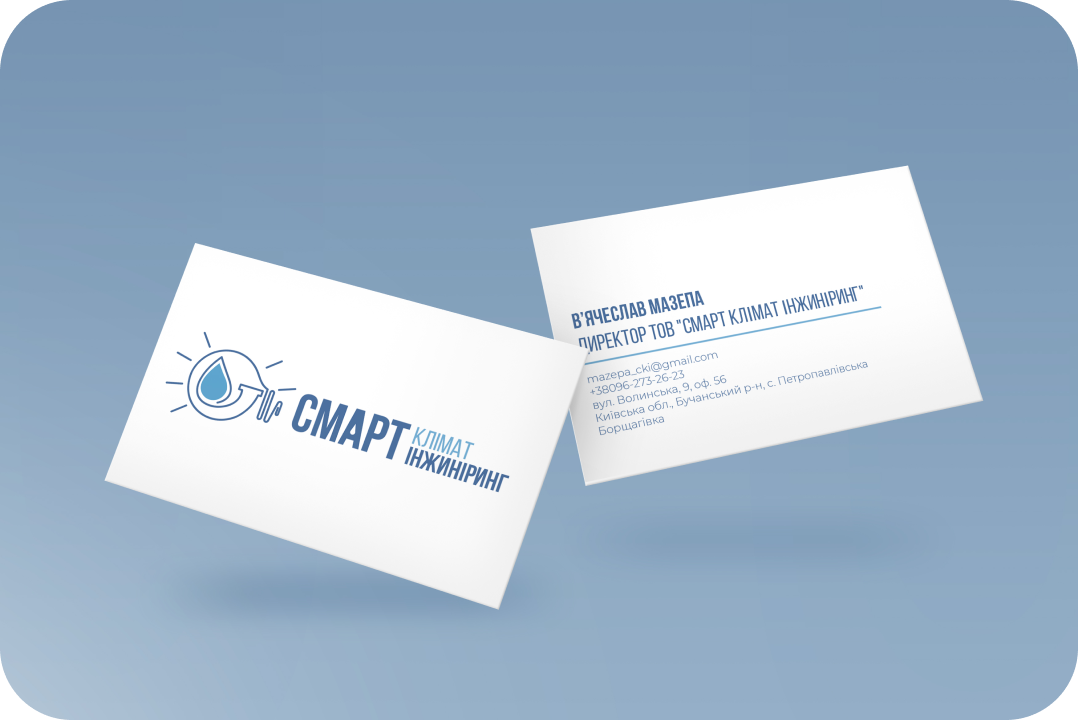 СМАРТ
КЛІМАТ
ІНЖИНІРИНГ
В'ЯЧЕСЛАВ МАЗЕПА
ДИРЕКТОР ТОВ "СМАРТ КЛІМАТ ІНЖИНІРИНГ"
mazepa_cki@gmail.com
+38096-273-26-23
вул. Волинська, 9, оф. 56
Київська обл., Бучанський р-н, с. Петропавлівська
Борщагівка